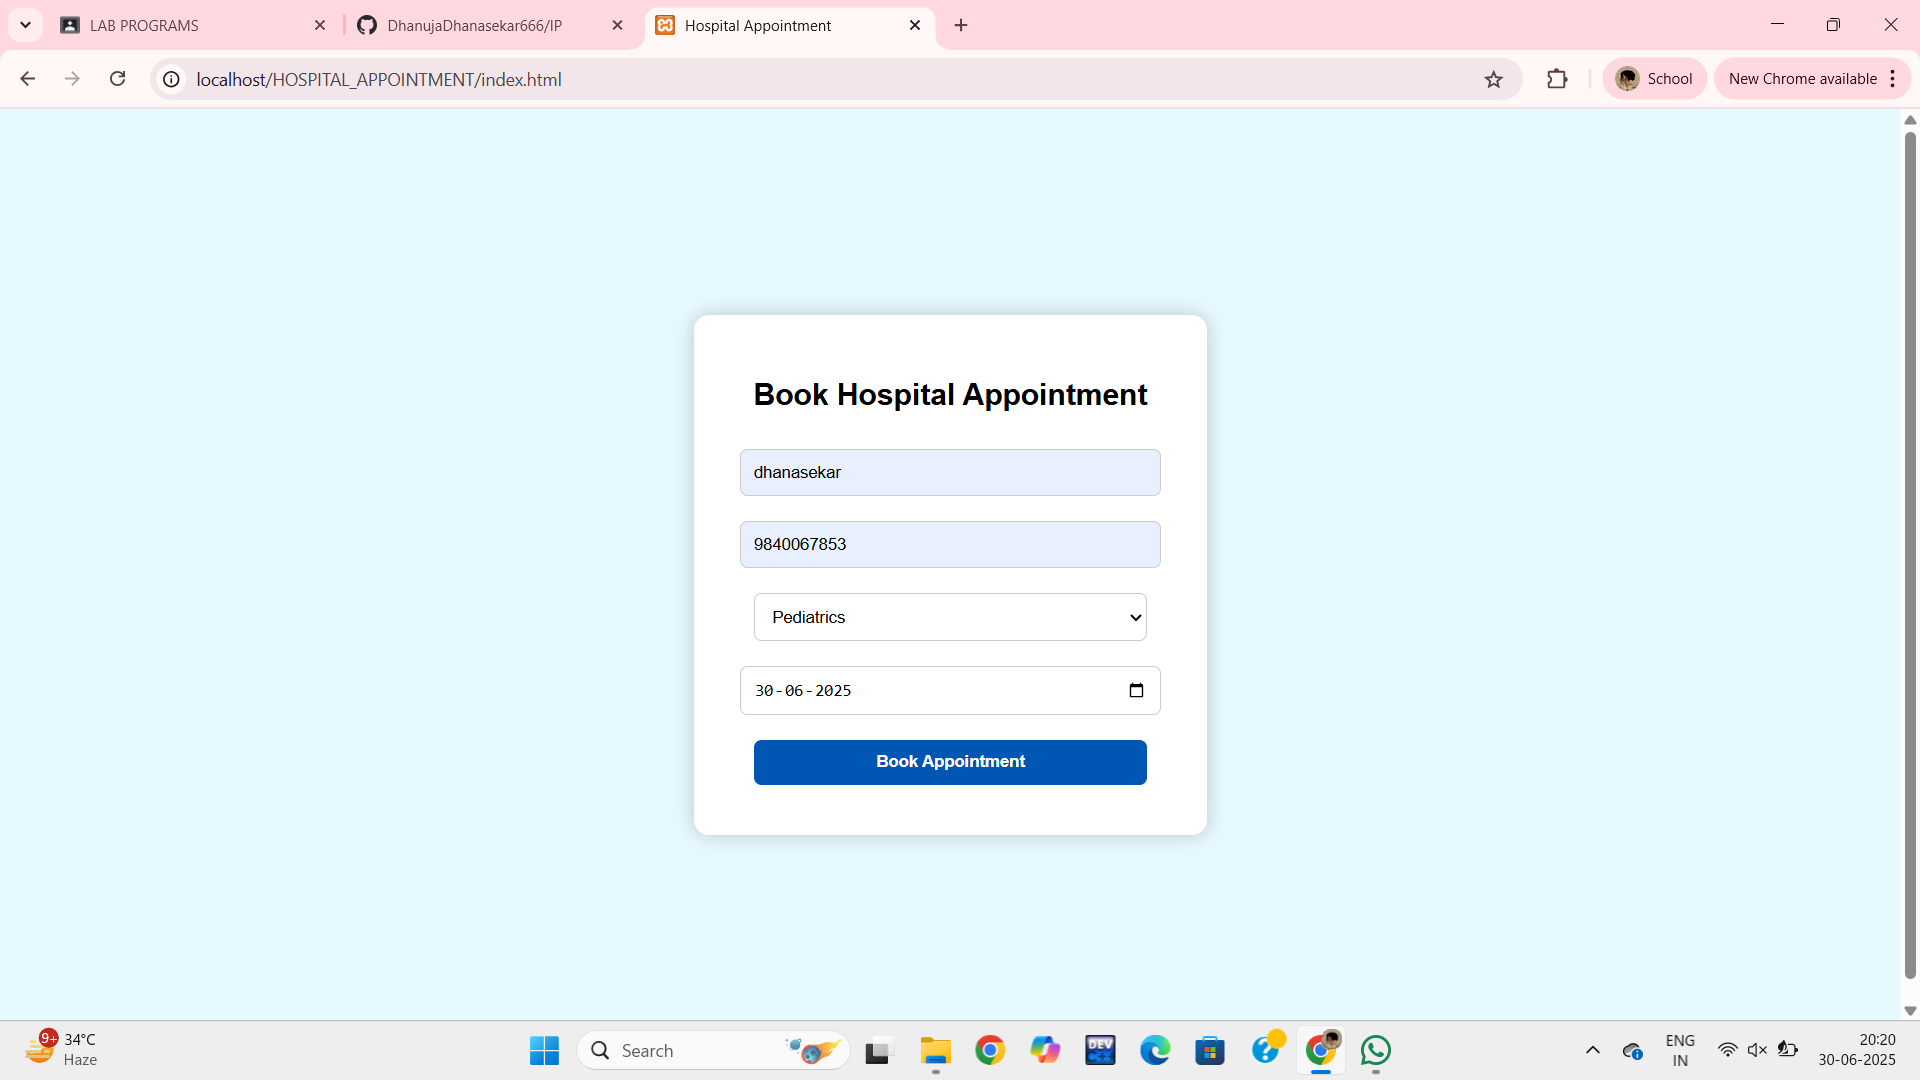 LAB PROGRAMS
DhanujaDhanasekar666/IP
Hospital Appointment
localhost/HOSPITAL_APPOINTMENT/index.html
School
New Chrome available
Book Hospital Appointment
dhanasekar
9840067853
Pediatrics
30-06-2025
Book Appointment
9+
34°C
Haze
Search
DEV
ENG
IN
20:20
30-06-2025